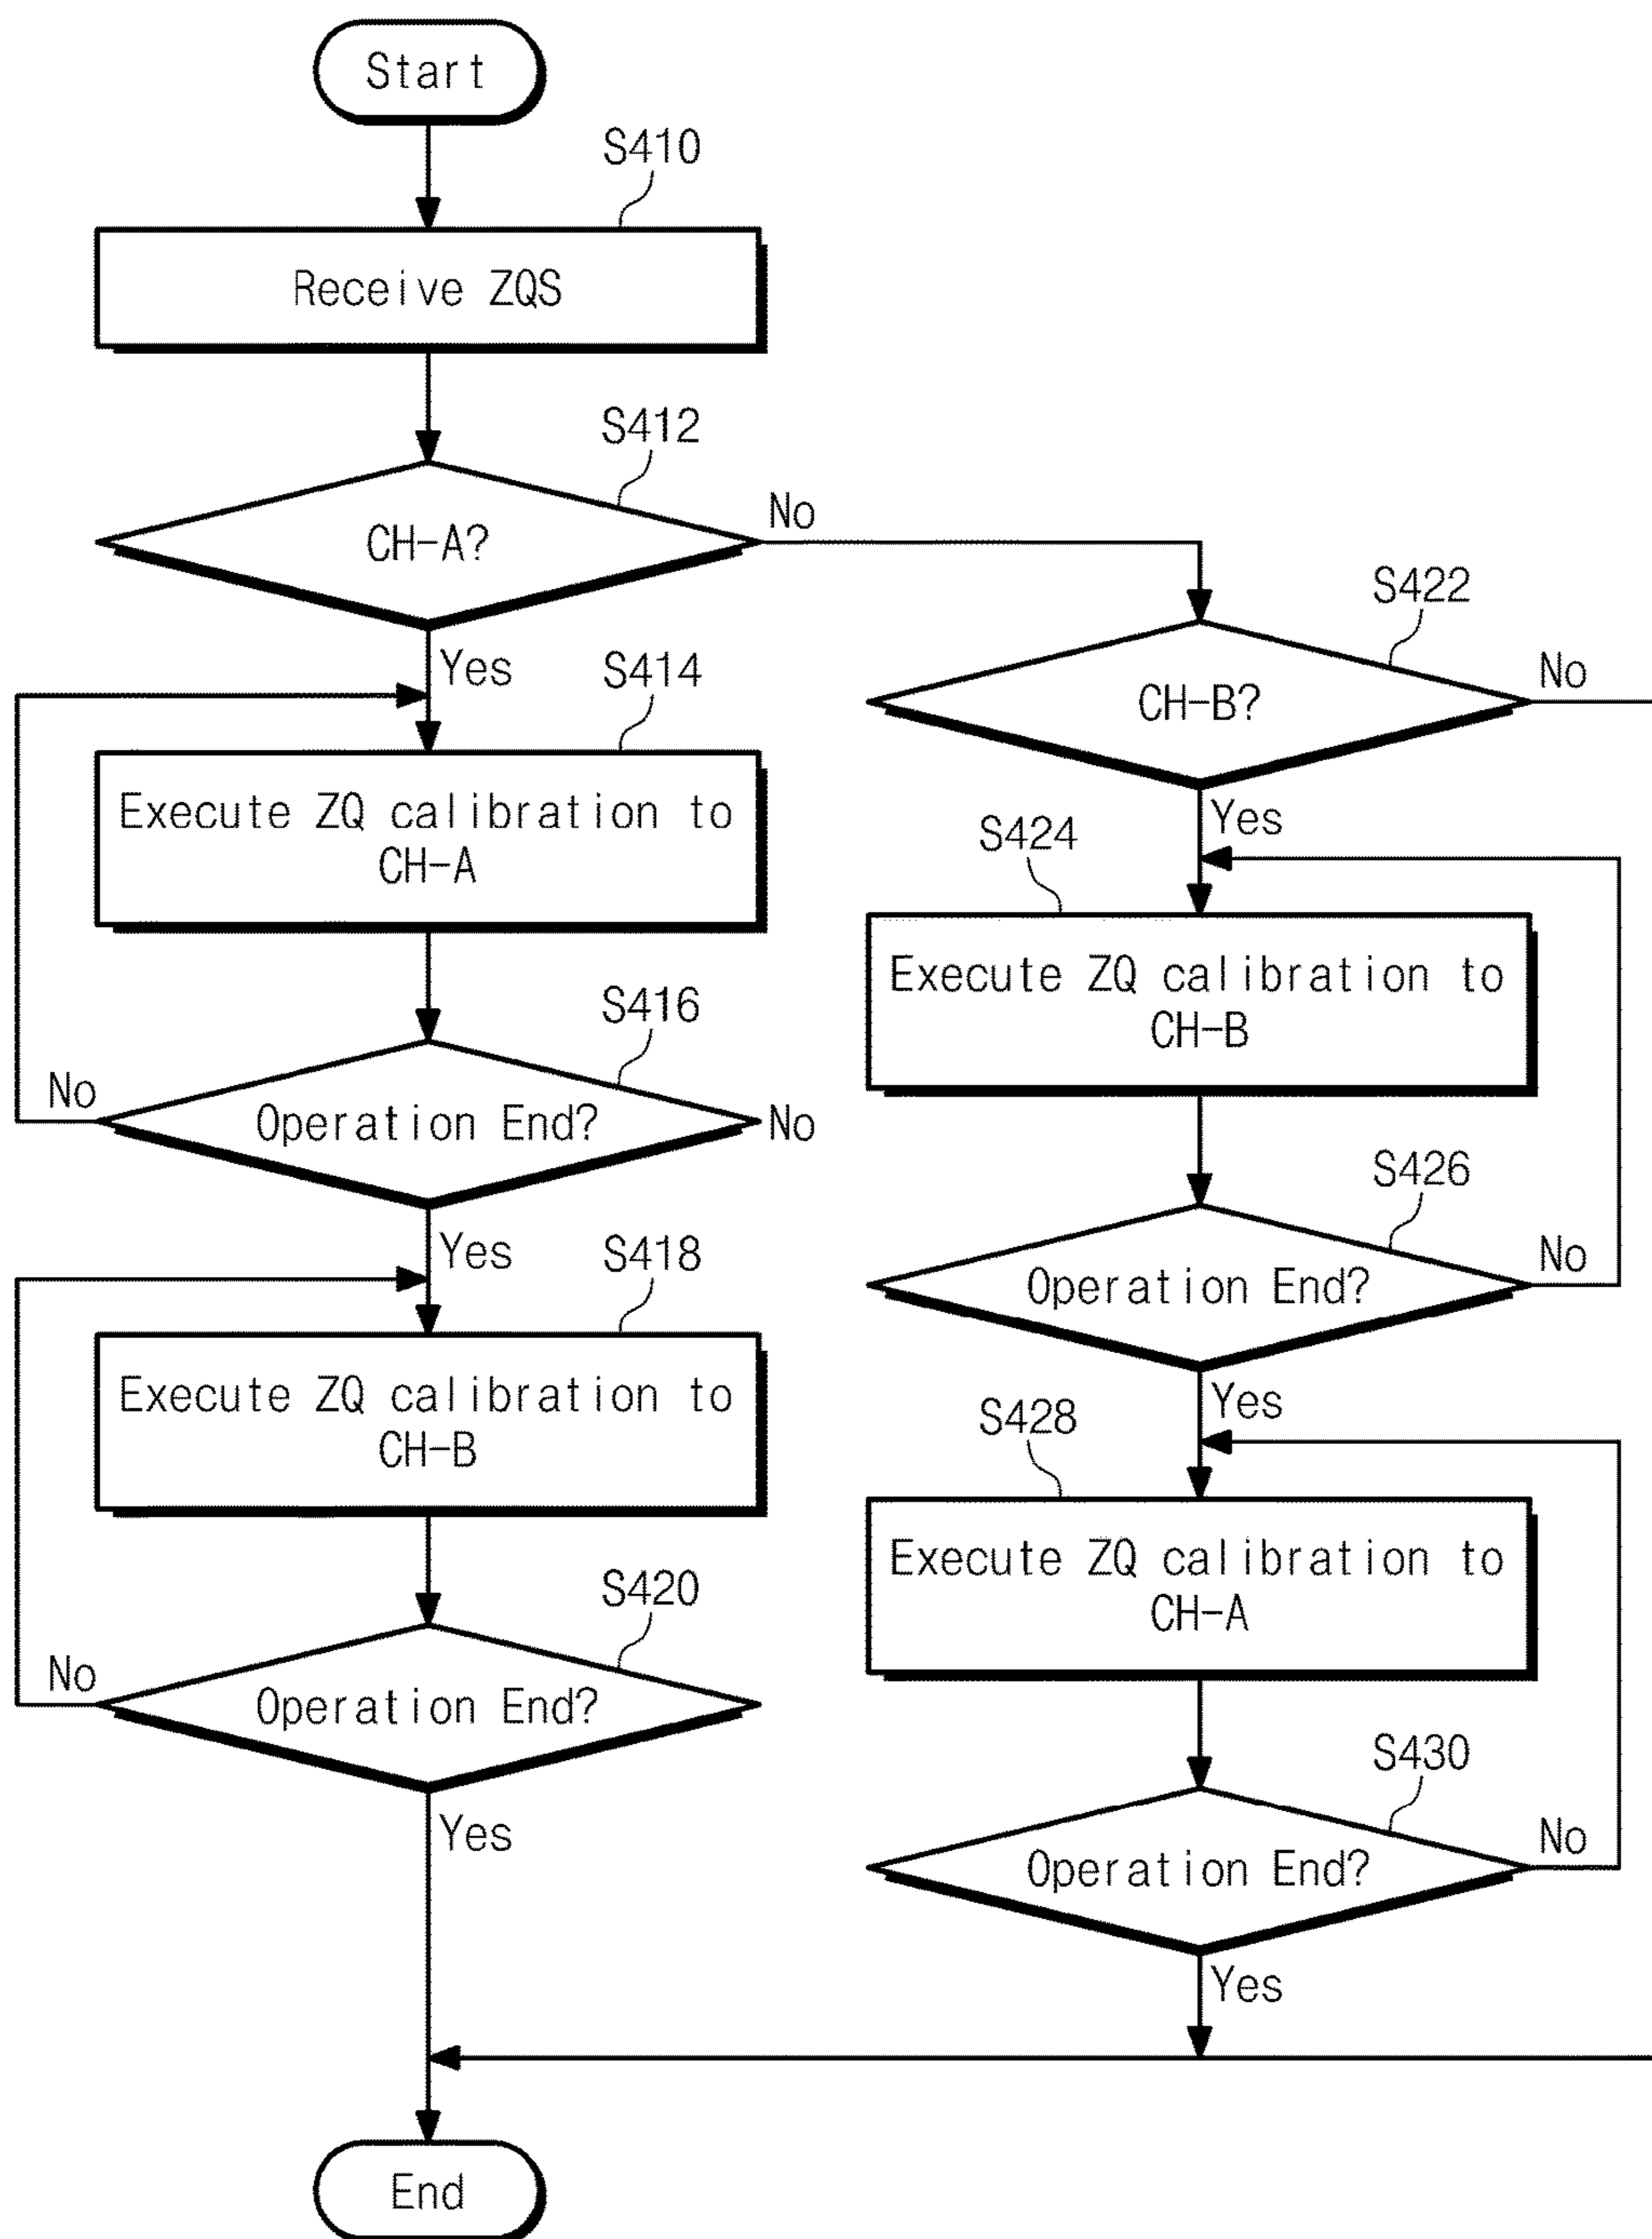 Start
S410
Receive ZQS
S412
CH-A?
No
Yes
S414
Execute ZQ calibration to
CH-A
S416
No
Operation End?
No
Yes
S418
Execute ZQ calibration to
CH-B
S420
No
Operation End?
Yes
S422
CH-B?
No
Yes
S424
Execute ZQ calibration to
CH-B
S426
Operation End?
No
Yes
S428
Execute ZQ calibration to
CH-A
S430
Operation End?
No
Yes
End